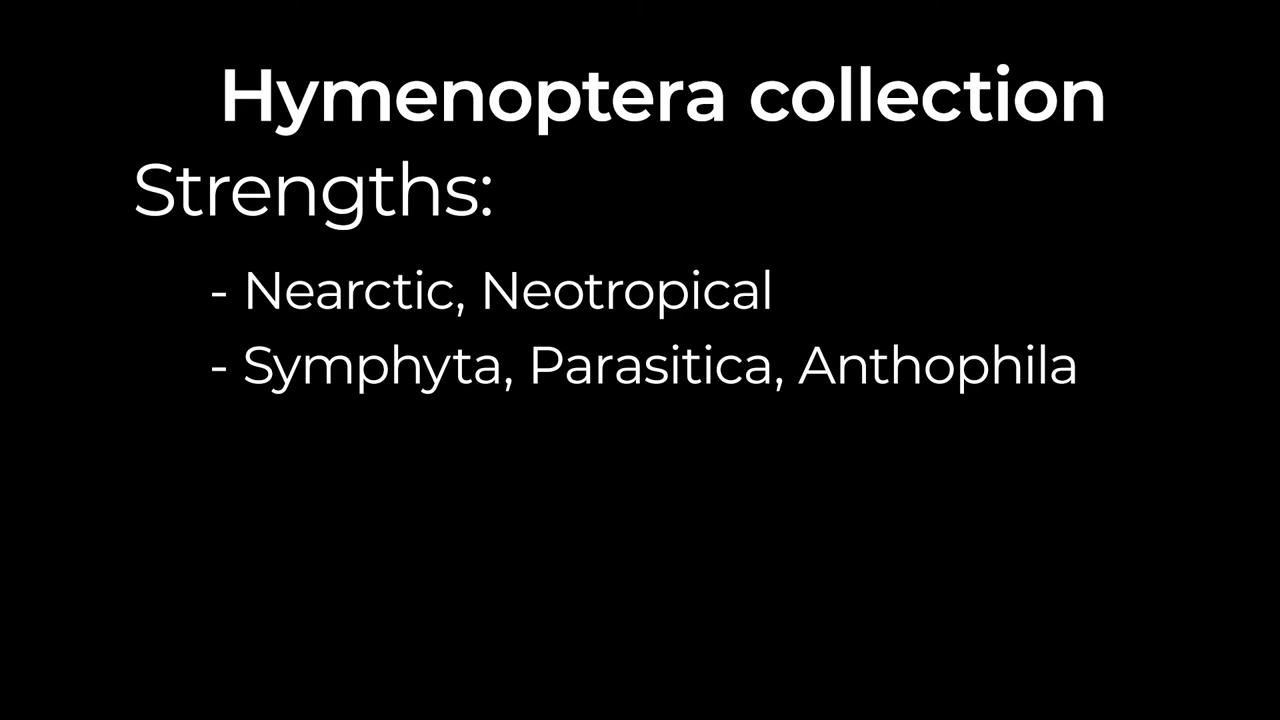 Hymenoptera collection
Strengths:
- Nearctic, Neotropical
- Symphyta, Parasitica, Anthophila